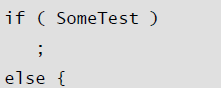 if ( SomeTest )
    ;
else {